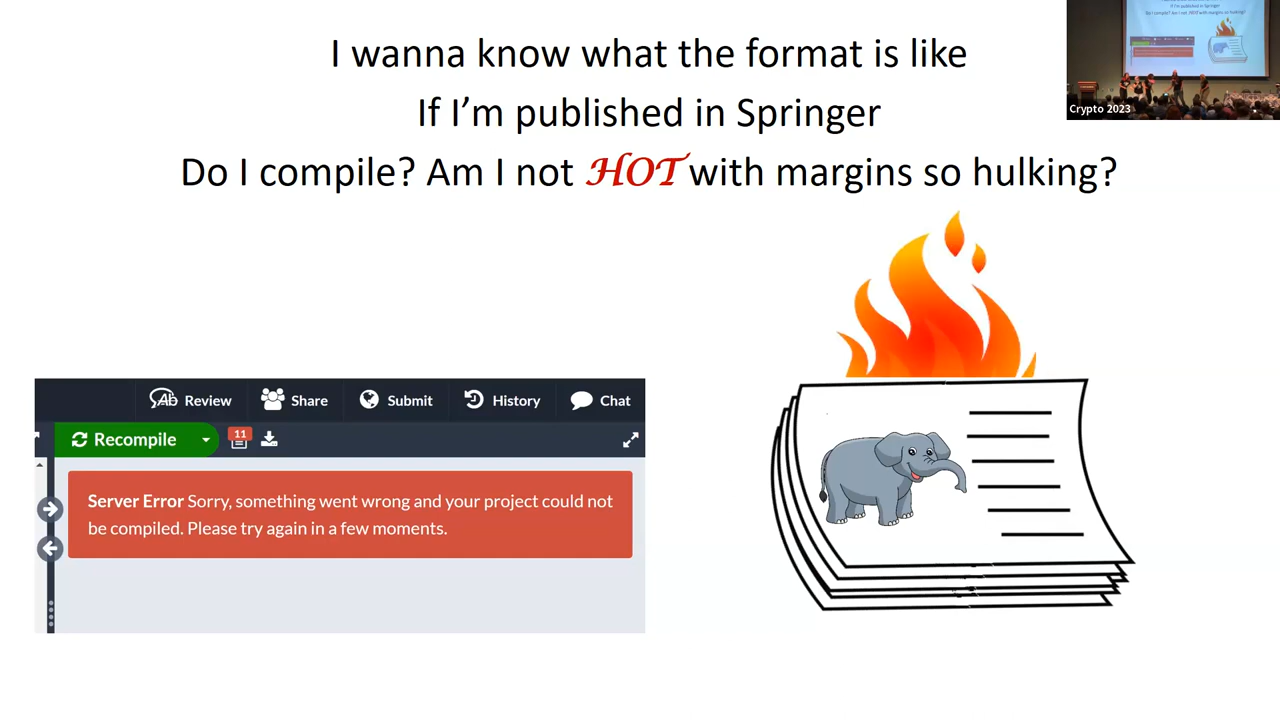 I wanna know what the format is like
If I'm published in Springer
Do I compile? Am I not HOT with margins so hulking?
Crypto 2023
Review Share Submit History Chat
Recompile 11
Server Error Sorry, something went wrong and your project could not
be compiled. Please try again in a few moments.